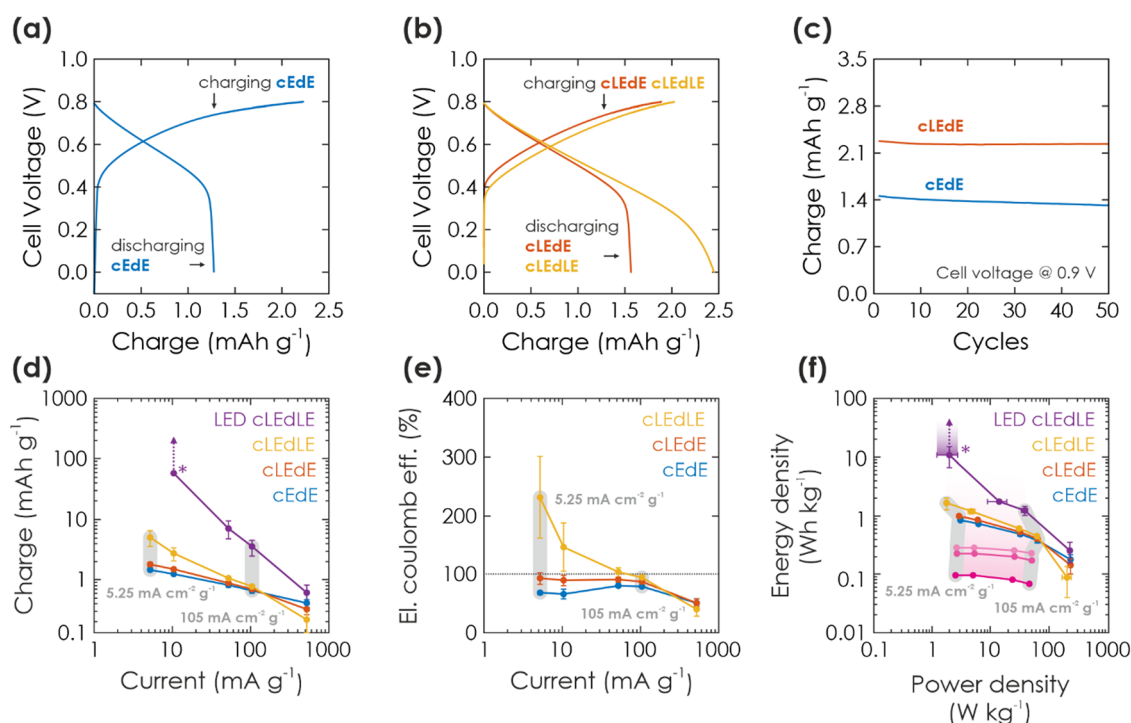 (a)
Cell Voltage (V)
1.0
0.8
0.6
0.4
0.2
0.0
charging cEdE
discharging
cEdE
0.0 0.5 1.0 1.5 2.0 2.5
Charge (mAh g⁻¹)
(b)
Cell Voltage (V)
1.0
0.8
0.6
0.4
0.2
0.0
charging cLEdE cLEdLE
discharging
cLEdE
cLEdLE
0.0 0.5 1.0 1.5 2.0 2.5
Charge (mAh g⁻¹)
(c)
Charge (mAh g⁻¹)
3.5
2.8
2.1
1.4
0.7
0.0
cLEdE
cEdE
Cell voltage @ 0.9 V
0 10 20 30 40 50
Cycles
(d)
Charge (mAh g⁻¹)
1000
100
10
1
0.1
LED cLEdLE
cLEdLE
cLEdE
cEdE
*
5.25 mA cm⁻² g⁻¹
105 mA cm⁻² g⁻¹
1 10 100 1000
Current (mA g⁻¹)
(e)
El. coulomb eff. (%)
400
300
200
100
0
cLEdLE
cLEdE
cEdE
5.25 mA cm⁻² g⁻¹
105 mA cm⁻² g⁻¹
1 10 100 1000
Current (mA g⁻¹)
(f)
Energy density
(Wh kg⁻¹)
100
10
1
0.1
0.01
LED cLEdLE
cLEdLE
cLEdE
cEdE
*
5.25 mA cm⁻² g⁻¹
105 mA cm⁻² g⁻¹
0.1 1 10 100 1000
Power density
(W kg⁻¹)